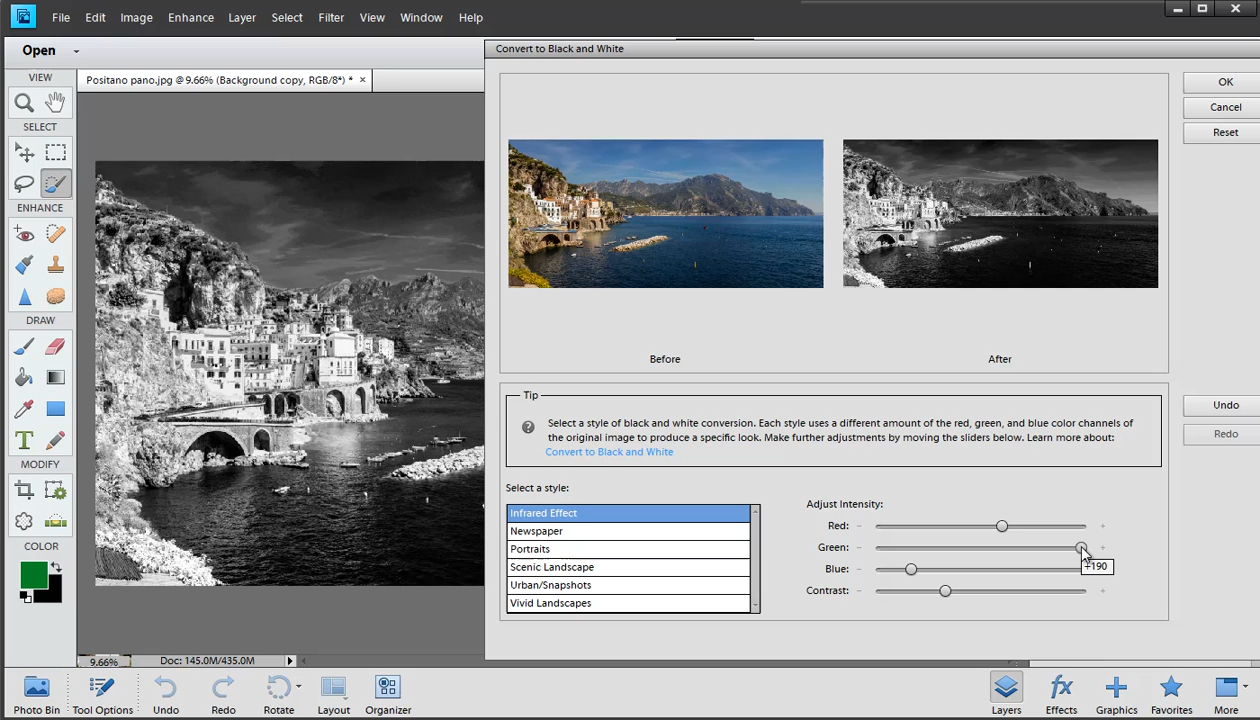 File Edit Image Enhance Layer Select Filter View Window Help
Open
Convert to Black and White
VIEW
Positano pano.jpg @ 9.66% (Background copy, RGB/8*) * ×
OK
Cancel
Reset
SELECT
ENHANCE
DRAW
T
MODIFY
COLOR
Before
After
Tip
Select a style of black and white conversion. Each style uses a different amount of the red, green, and blue color channels of
the original image to produce a specific look. Make further adjustments by moving the sliders below. Learn more about:
Convert to Black and White
Undo
Redo
Select a style:
Infrared Effect
Newspaper
Portraits
Scenic Landscape
Urban/Snapshots
Vivid Landscapes
Adjust Intensity:
Red:
Green:
+190
Blue:
Contrast:
9.66% Doc: 145.0M/435.0M
Photo Bin Tool Options Undo Redo Rotate Layout Organizer
fx
Layers Effects Graphics Favorites More